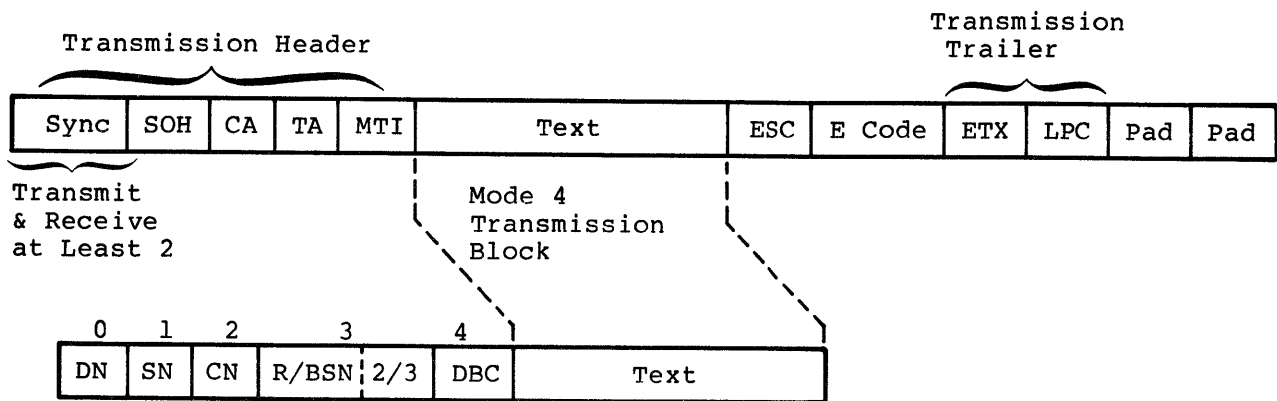 Transmission Header
Transmission
Trailer
Sync SOH CA TA MTI Text ESC E Code ETX LPC Pad Pad
Transmit
& Receive
at Least 2
Mode 4
Transmission
Block
0 1 2 3 4
DN SN CN R/BSN 2/3 DBC Text